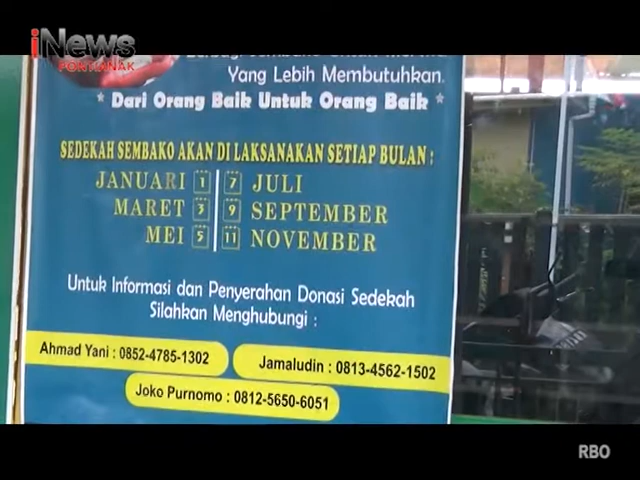 iNews
PONTIANAK
Yang Lebih Membutuhkan.
* Dari Orang Baik Untuk Orang Baik *
SEDEKAH SEMBAKO AKAN DI LAKSANAKAN SETIAP BULAN :
JANUARI 1 7 JULI
MARET 3 9 SEPTEMBER
MEI 5 11 NOVEMBER
Untuk Informasi dan Penyerahan Donasi Sedekah
Silahkan Menghubungi :
Ahmad Yani : 0852-4785-1302
Jamaludin : 0813-4562-1502
Joko Purnomo : 0812-5650-6051
RBO